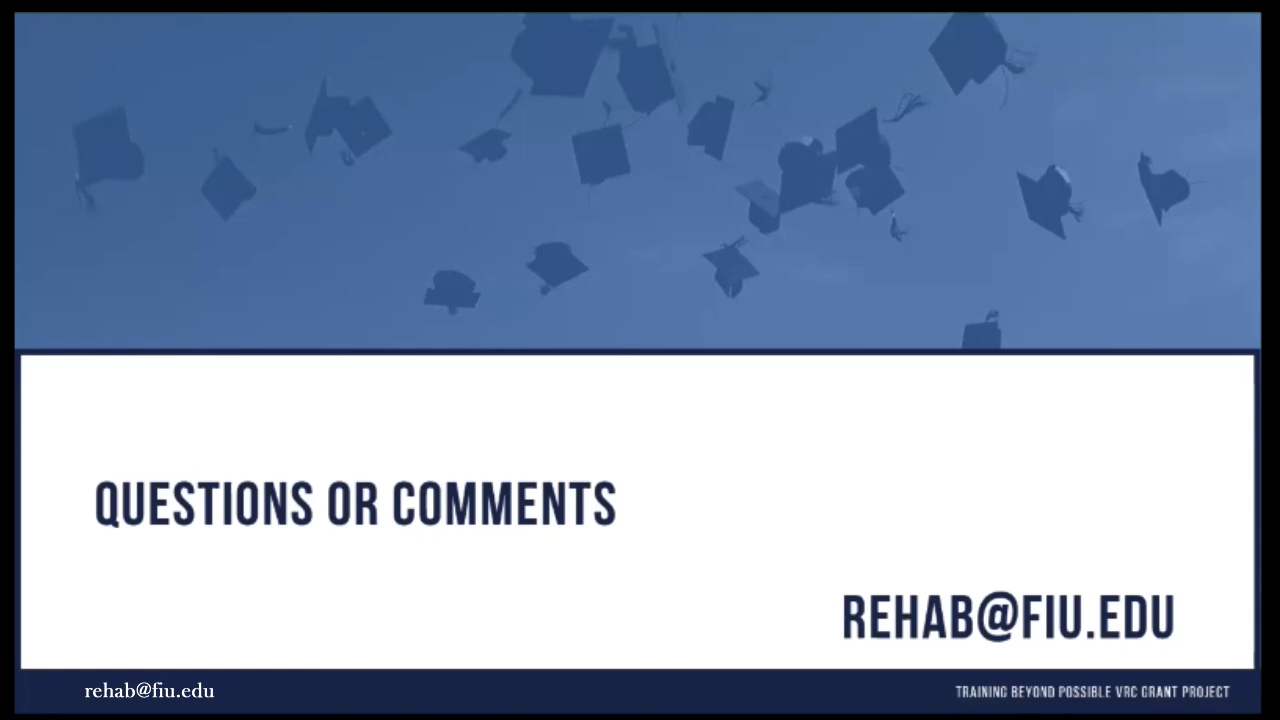 QUESTIONS OR COMMENTS
REHAB@FIU.EDU
rehab@fiu.edu
TRAINING BEYOND POSSIBLE VRC GRANT PROJECT